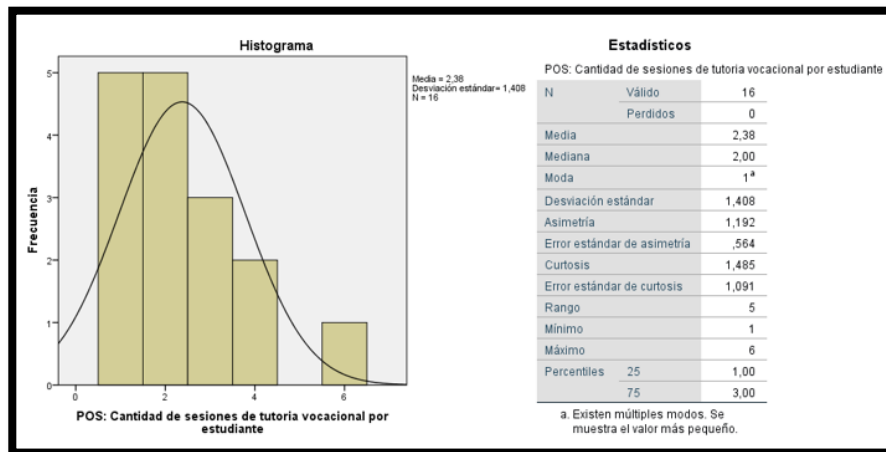 Histograma
Media = 2,38
Desviación estándar= 1,408
N = 16
Frecuencia
5
4
3
2
1
0
0 2 4 6
POS: Cantidad de sesiones de tutoria vocacional por
estudiante
Estadísticos
POS: Cantidad de sesiones de tutoria vocacional por estudiante
N Válido 16
Perdidos 0
Media 2,38
Mediana 2,00
Moda 1a
Desviación estándar 1,408
Asimetría 1,192
Error estándar de asimetría ,564
Curtosis 1,485
Error estándar de curtosis 1,091
Rango 5
Mínimo 1
Máximo 6
Percentiles 25 1,00
75 3,00
a. Existen múltiples modos. Se
muestra el valor más pequeño.